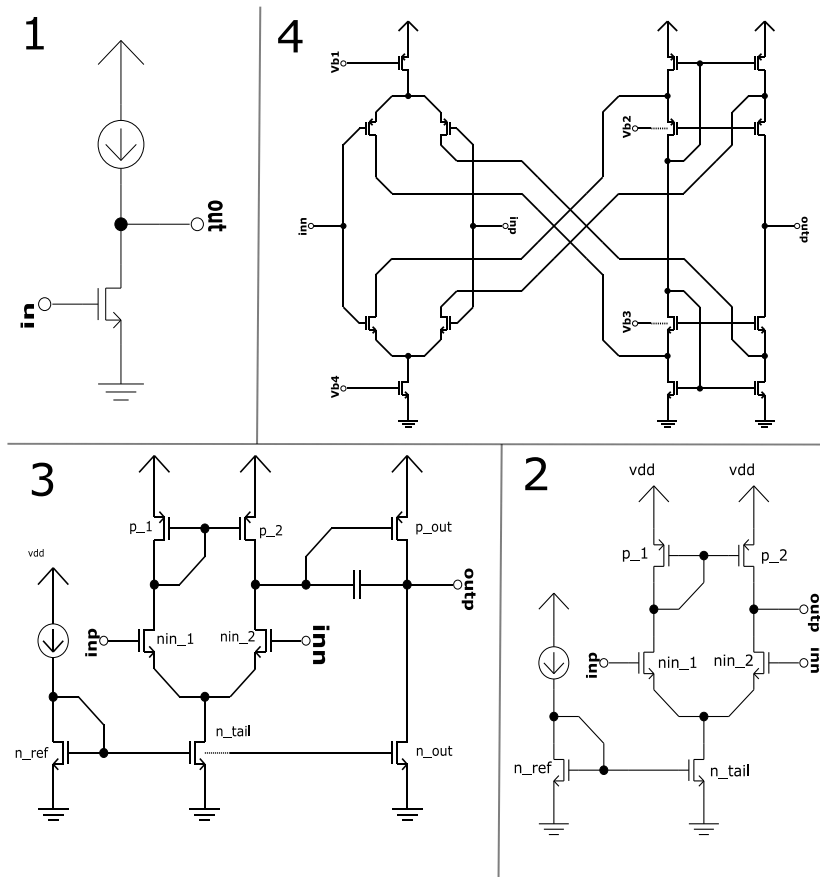 1
out
in
4
Vb1
Vb2
inn
inp
outp
Vb3
Vb4
3
p_1
p_2
p_out
vdd
outp
inp
nin_1
nin_2
inn
n_ref
n_tail
n_out
2
vdd
vdd
p_1
p_2
outp
inp
nin_1
nin_2
inn
n_ref
n_tail